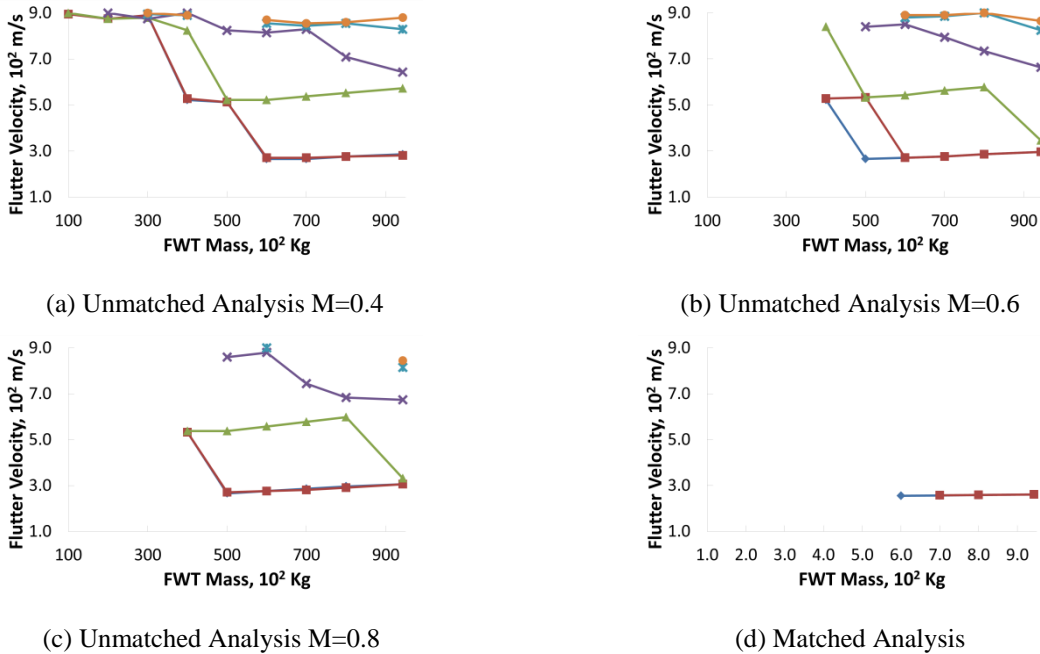 9.0
7.0
5.0
3.0
1.0
Flutter Velocity, 10² m/s
100 300 500 700 900
FWT Mass, 10² Kg
(a) Unmatched Analysis M=0.4
9.0
7.0
5.0
3.0
1.0
Flutter Velocity, 10² m/s
100 300 500 700 900
FWT Mass, 10² Kg
(b) Unmatched Analysis M=0.6
9.0
7.0
5.0
3.0
1.0
Flutter Velocity, 10² m/s
100 300 500 700 900
FWT Mass, 10² Kg
(c) Unmatched Analysis M=0.8
9.0
7.0
5.0
3.0
1.0
Flutter Velocity, 10² m/s
1.0 2.0 3.0 4.0 5.0 6.0 7.0 8.0 9.0
FWT Mass, 10² Kg
(d) Matched Analysis